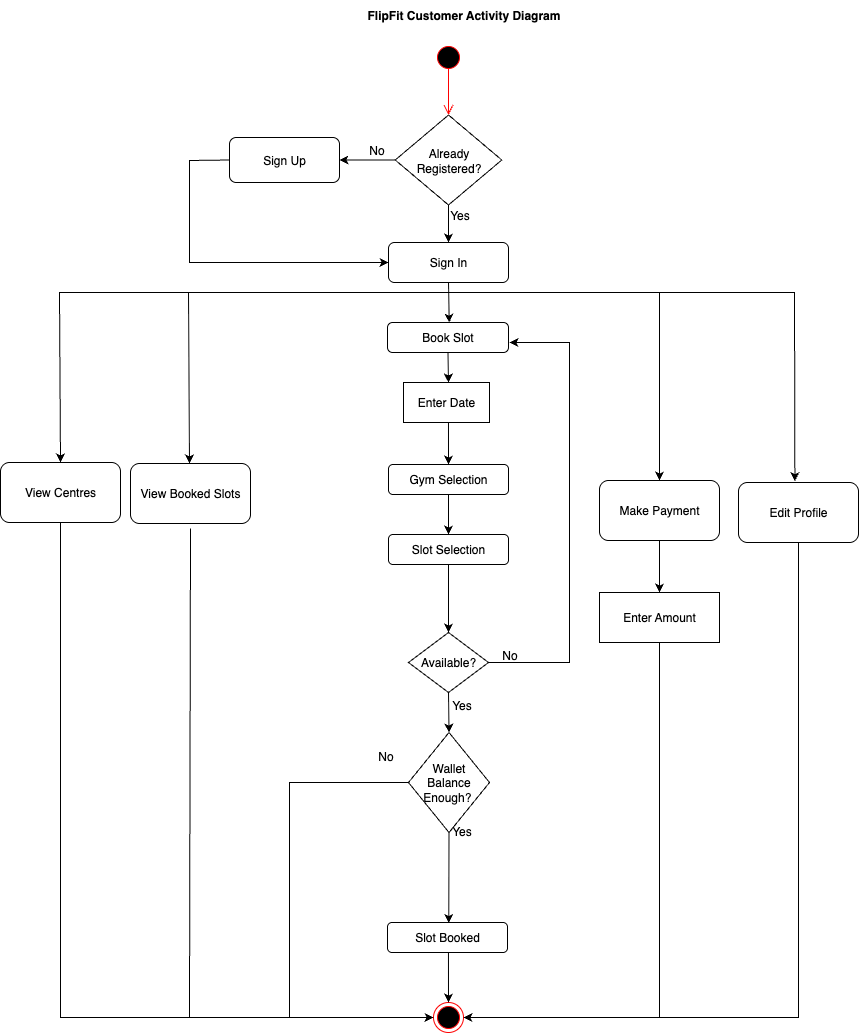 FlipFit Customer Activity Diagram
Already
Registered?
No
Sign Up
Yes
Sign In
Book Slot
Enter Date
Gym Selection
View Centres
View Booked Slots
Make Payment
Edit Profile
Slot Selection
Enter Amount
Available?
No
Yes
No
Wallet
Balance
Enough?
Yes
Slot Booked